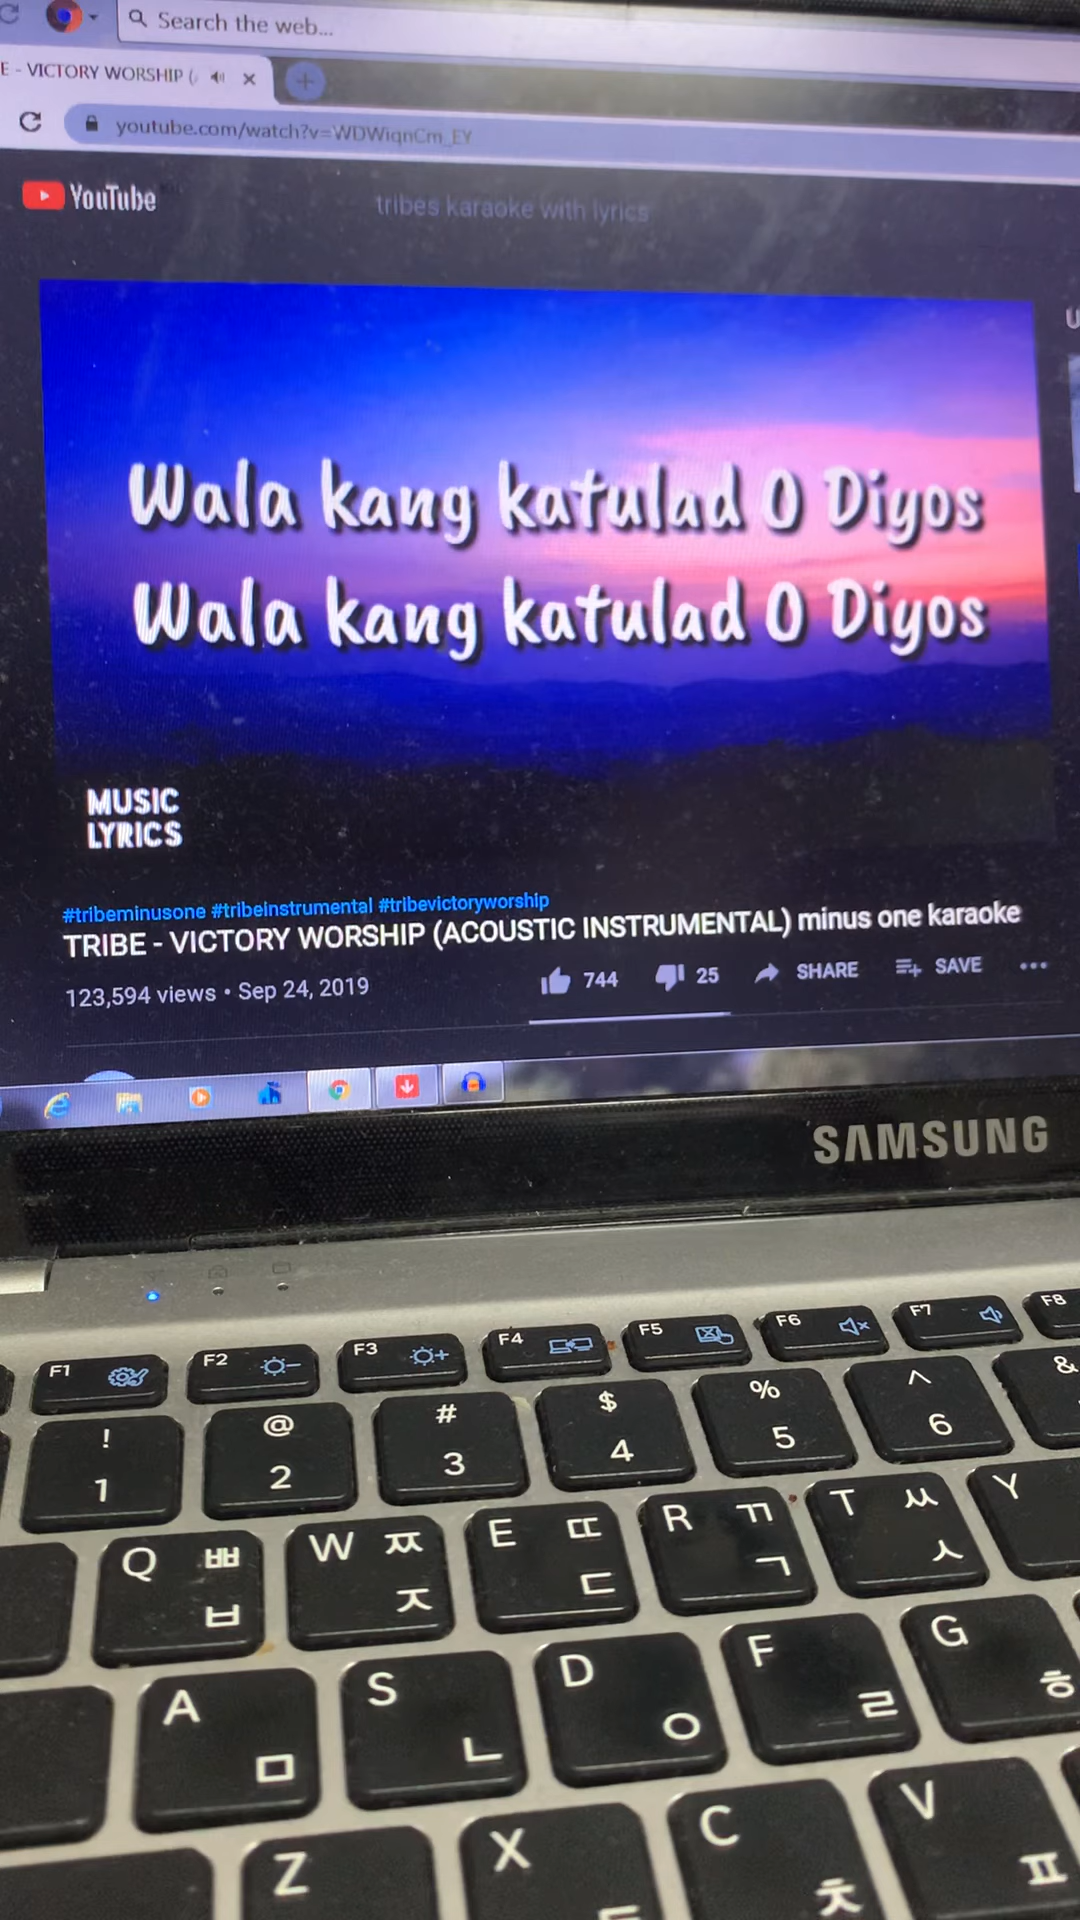 Search the web...
E - VICTORY WORSHIP (
youtube.com/watch?v=WDWiqnCm_EY
YouTube
tribes karaoke with lyrics
U
Wala kang katulad O Diyos
Wala kang katulad O Diyos
MUSIC
LYRICS
#tribeminusone #tribeinstrumental #tribevictoryworship
TRIBE - VICTORY WORSHIP (ACOUSTIC INSTRUMENTAL) minus one karaoke
123,594 views • Sep 24, 2019
744 25 SHARE SAVE
SAMSUNG
F1 F2 F3 F4 F5 F6 F7 F8
! @ # $ % ^ &
1 2 3 4 5 6
Q ㅃ W ㅉ E ㄸ R ㄲ T ㅆ Y
ㅂ ㅈ ㄷ ㄱ ㅅ
A S D F G
ㅁ ㄴ ㅇ ㄹ ㅎ
Z X C V
ㅊ ㅍ